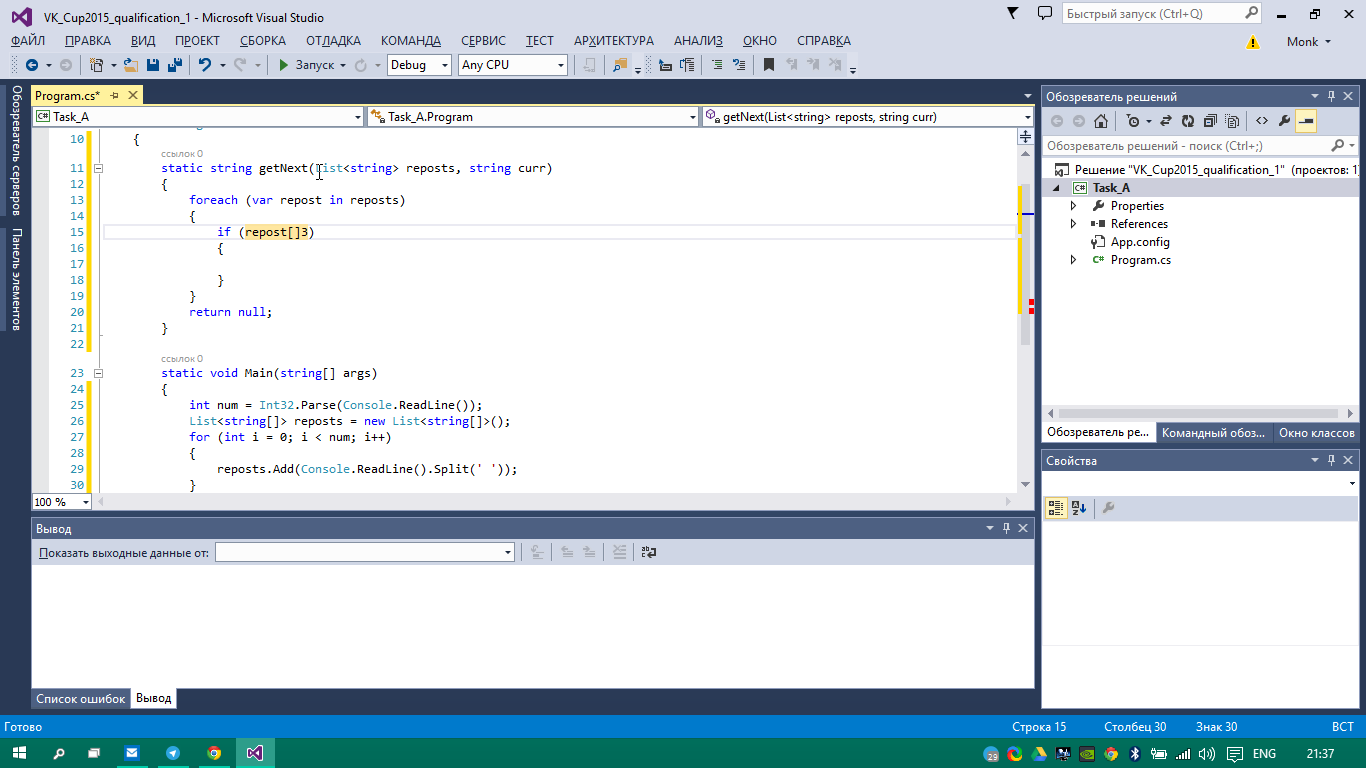 VK_Cup2015_qualification_1 - Microsoft Visual Studio
Быстрый запуск (Ctrl+Q)
ФАЙЛ ПРАВКА ВИД ПРОЕКТ СБОРКА ОТЛАДКА КОМАНДА СЕРВИС ТЕСТ АРХИТЕКТУРА АНАЛИЗ ОКНО СПРАВКА
Monk
Запуск Debug Any CPU
Обозреватель серверов
Панель элементов
Program.cs*
Task_A Task_A.Program getNext(List<string> reposts, string curr)
10 {
ссылок 0
11 static string getNext(List<string> reposts, string curr)
12 {
13 foreach (var repost in reposts)
14 {
15 if (repost[]3)
16 {
17
18 }
19 }
20 return null;
21 }
22
ссылок 0
23 static void Main(string[] args)
24 {
25 int num = Int32.Parse(Console.ReadLine());
26 List<string[]> reposts = new List<string[]>();
27 for (int i = 0; i < num; i++)
28 {
29 reposts.Add(Console.ReadLine().Split(' '));
30 }
100 %
Вывод
Показать выходные данные от:
Список ошибок Вывод
Обозреватель решений
Обозреватель решений - поиск (Ctrl+;)
Решение "VK_Cup2015_qualification_1" (проектов: 1
Task_A
Properties
References
App.config
Program.cs
Обозреватель ре... Командный обоз... Окно классов
Свойства
Готово Строка 15 Столбец 30 Знак 30 ВСТ
29 ENG 21:37